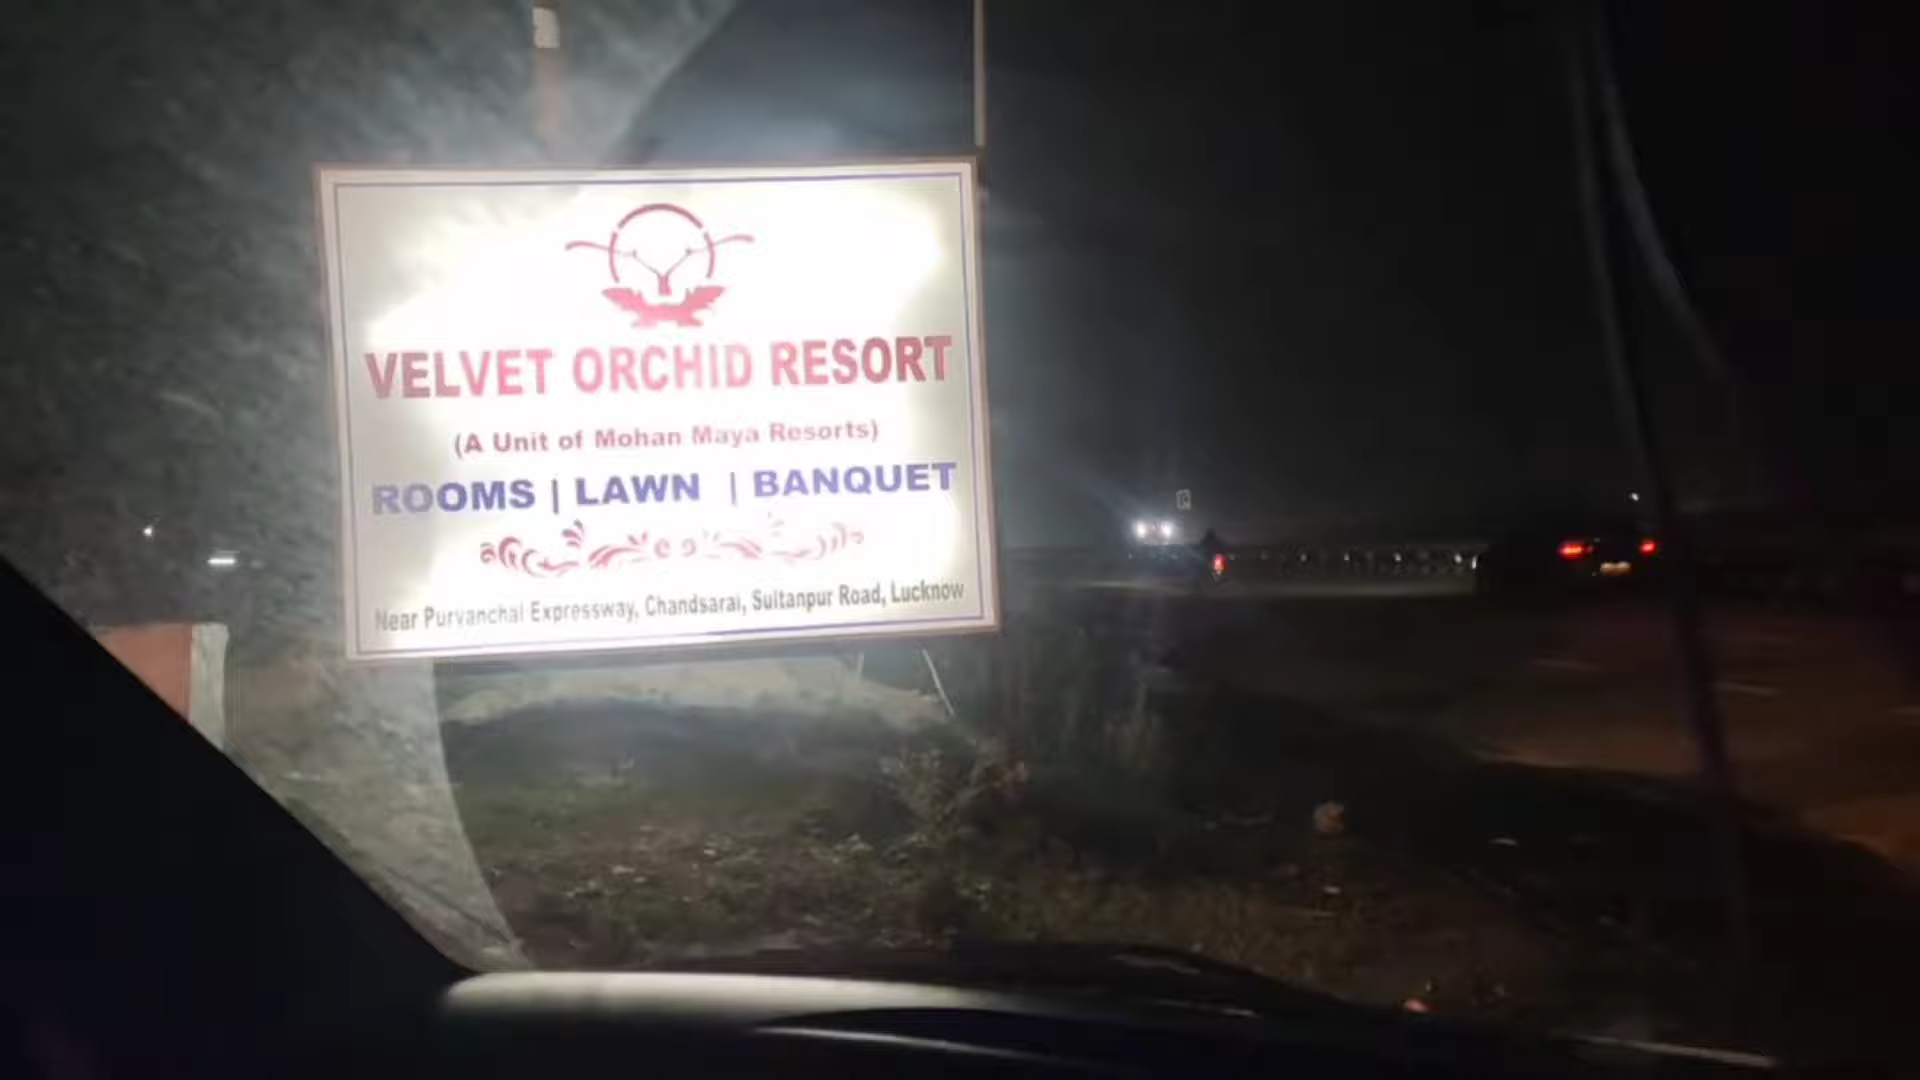 VELVET ORCHID RESORT
(A Unit of Mohan Maya Resorts)
ROOMS | LAWN | BANQUET
Near Purvanchal Expressway, Chandsarai, Sultanpur Road, Lucknow